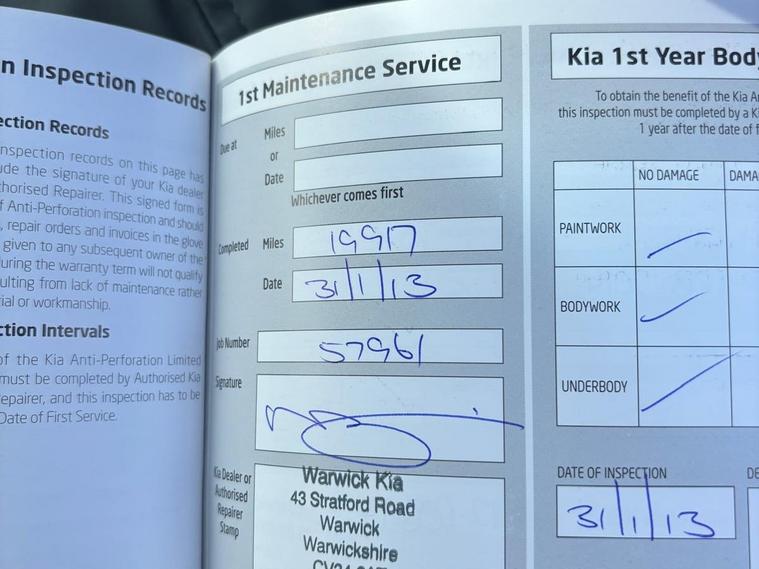 n Inspection Records
ection Records
nspection records on this page has
ude the signature of your Kia dealer
thorised Repairer. This signed form is
f Anti-Perforation inspection and should
, repair orders and invoices in the glove
given to any subsequent owner of the
uring the warranty term will not qualify
ulting from lack of maintenance rather
ial or workmanship.
ction Intervals
of the Kia Anti-Perforation Limited
must be completed by Authorised Kia
epairer, and this inspection has to be
Date of First Service.
1st Maintenance Service
Due at
Miles
or
Date
Whichever comes first
Completed Miles 19917
Date 31/1/13
Job Number 57961
Signature
Kia Dealer or
Authorised
Repairer
Stamp
Warwick Kia
43 Stratford Road
Warwick
Warwickshire
Kia 1st Year Body
To obtain the benefit of the Kia A
this inspection must be completed by a K
1 year after the date of f
NO DAMAGE DAMA
PAINTWORK
BODYWORK
UNDERBODY
DATE OF INSPECTION DE
31/1/13